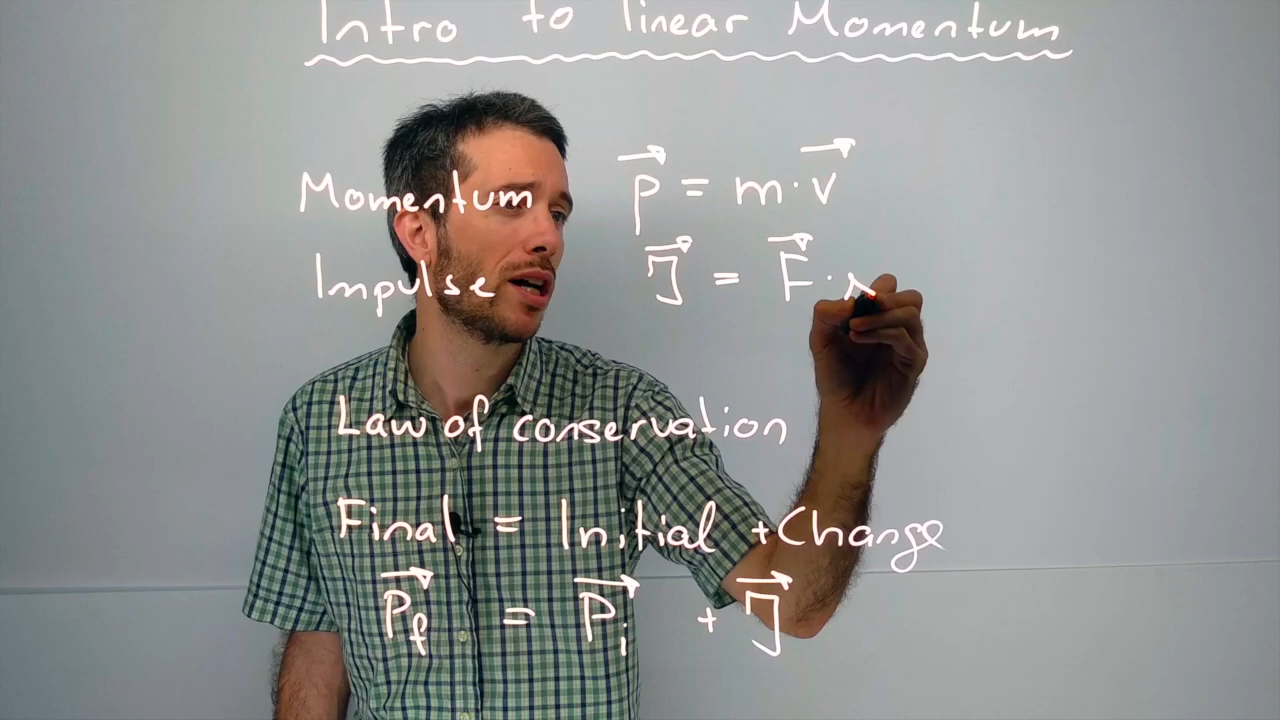 Intro to linear Momentum
Momentum p⃗ = m · v⃗
Impulse J⃗ = F⃗ ·
Law of conservation
Final = Initial + Change
P⃗f = P⃗i + J⃗